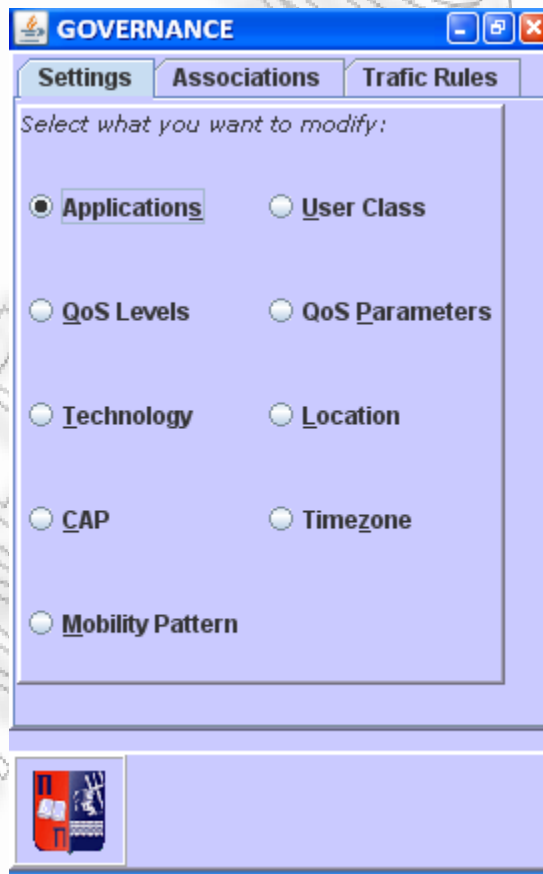 GOVERNANCE
Settings Associations Trafic Rules
Select what you want to modify:
Applications User Class
QoS Levels QoS Parameters
Technology Location
CAP Timezone
Mobility Pattern
Π
Π